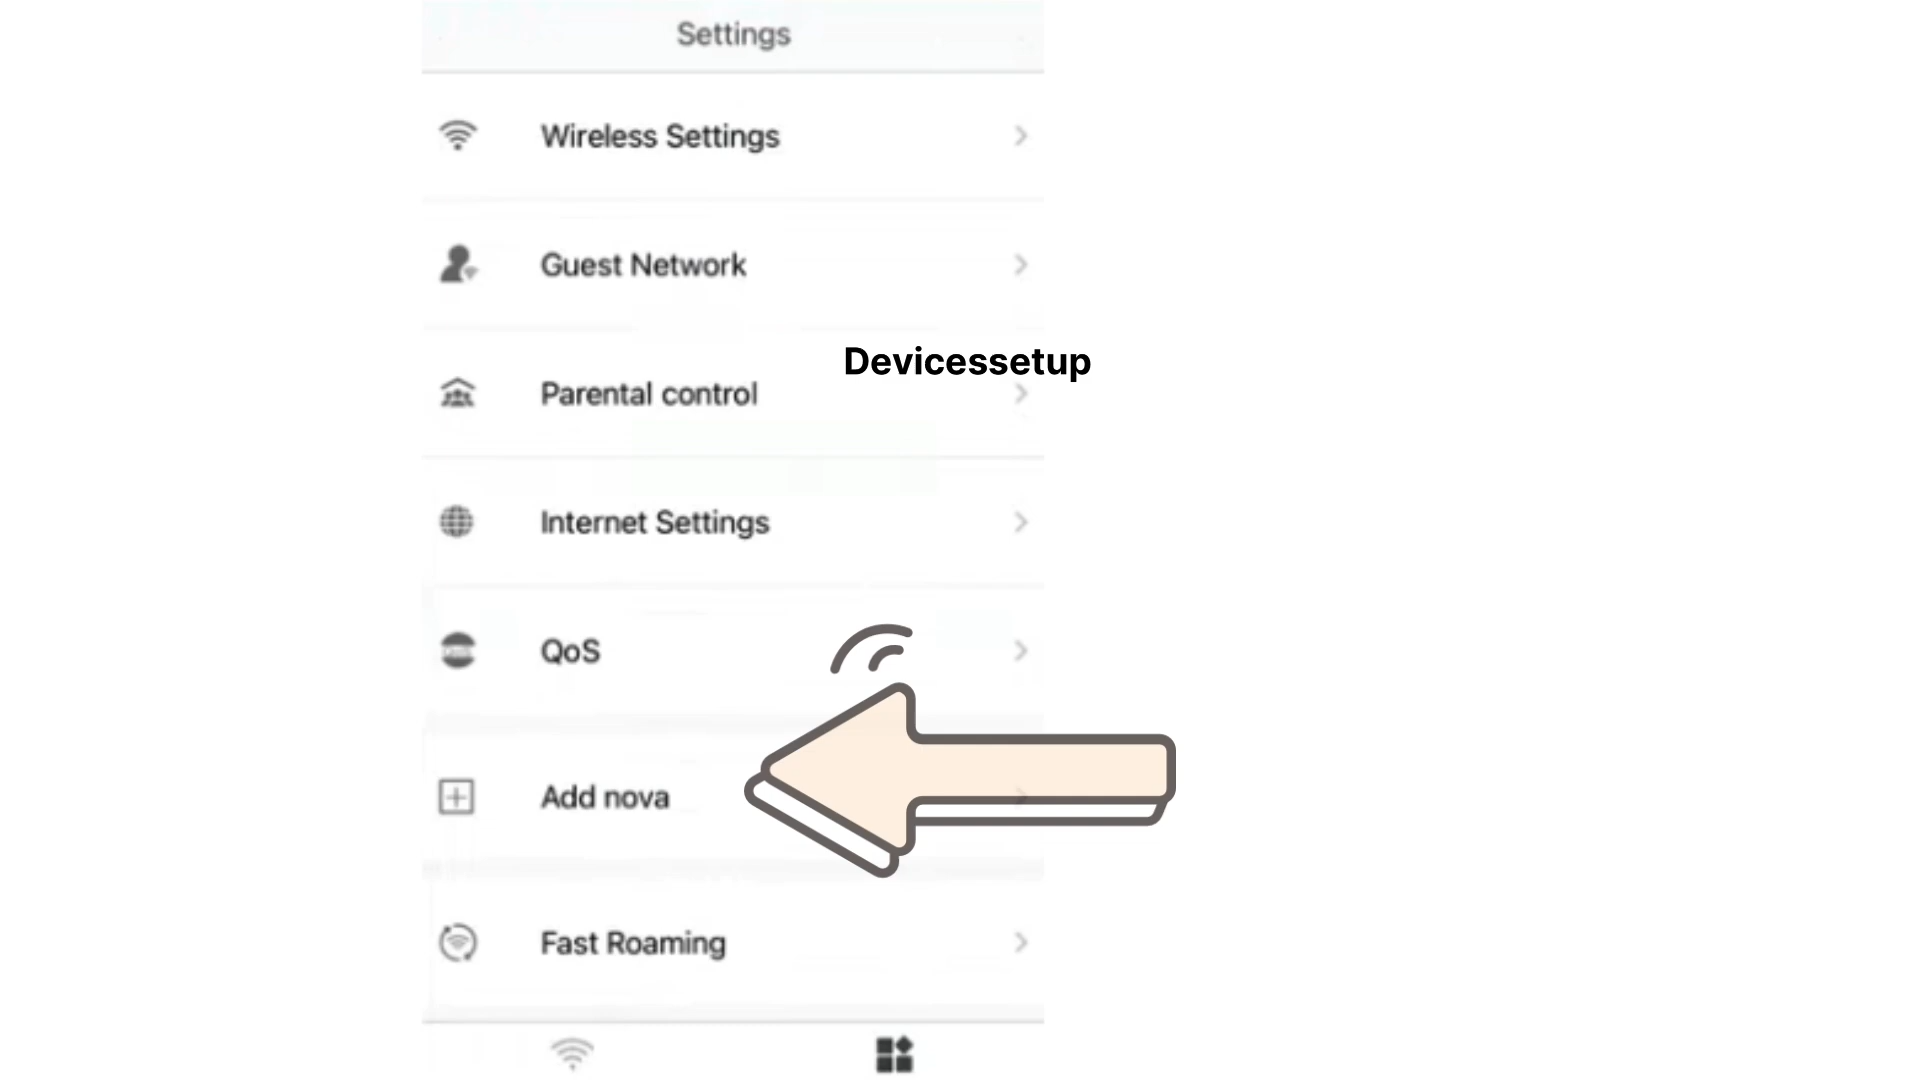 Settings
Wireless Settings
Guest Network
Devicessetup
Parental control
Internet Settings
QoS
Add nova
Fast Roaming